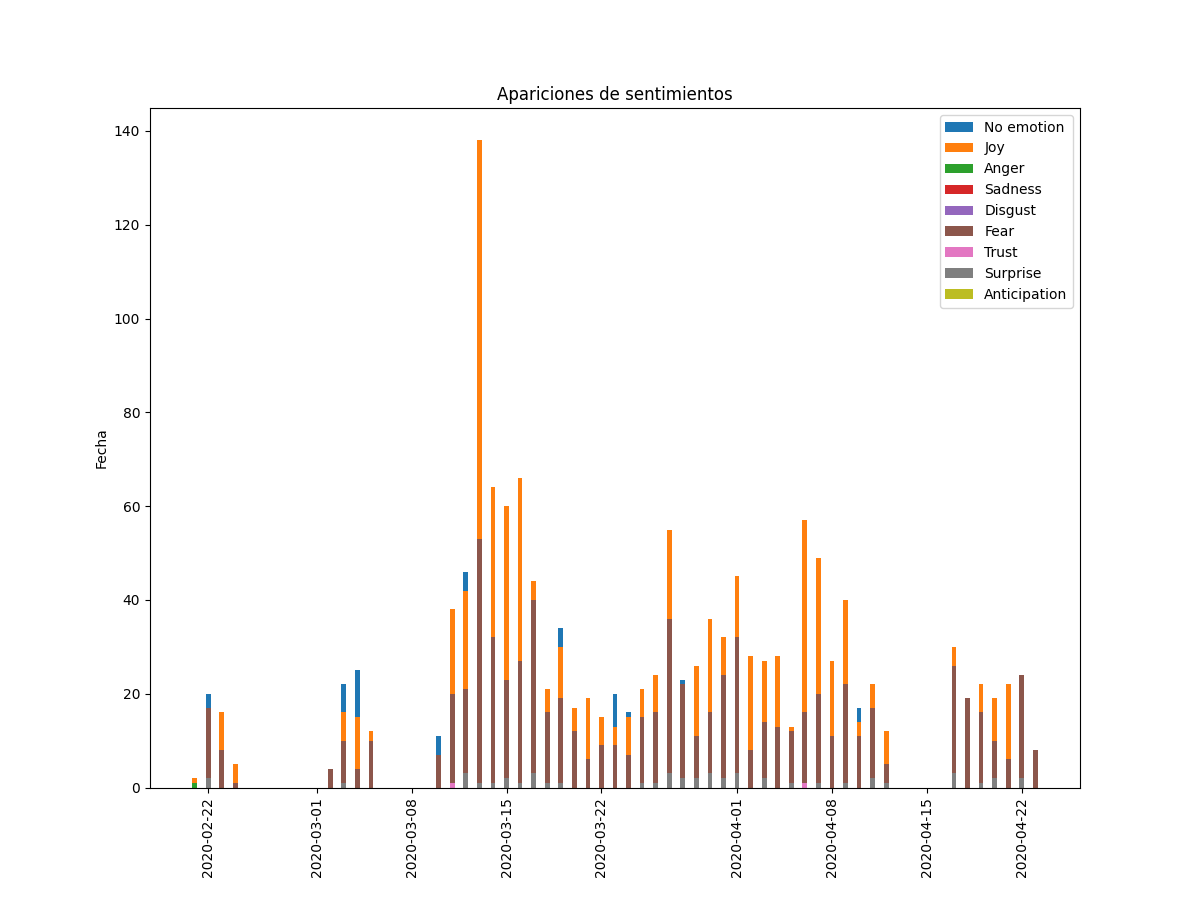 Apariciones de sentimientos
140
120
100
80
60
40
20
0
Fecha
No emotion
Joy
Anger
Sadness
Disgust
Fear
Trust
Surprise
Anticipation
2020-02-22
2020-03-01
2020-03-08
2020-03-15
2020-03-22
2020-04-01
2020-04-08
2020-04-15
2020-04-22